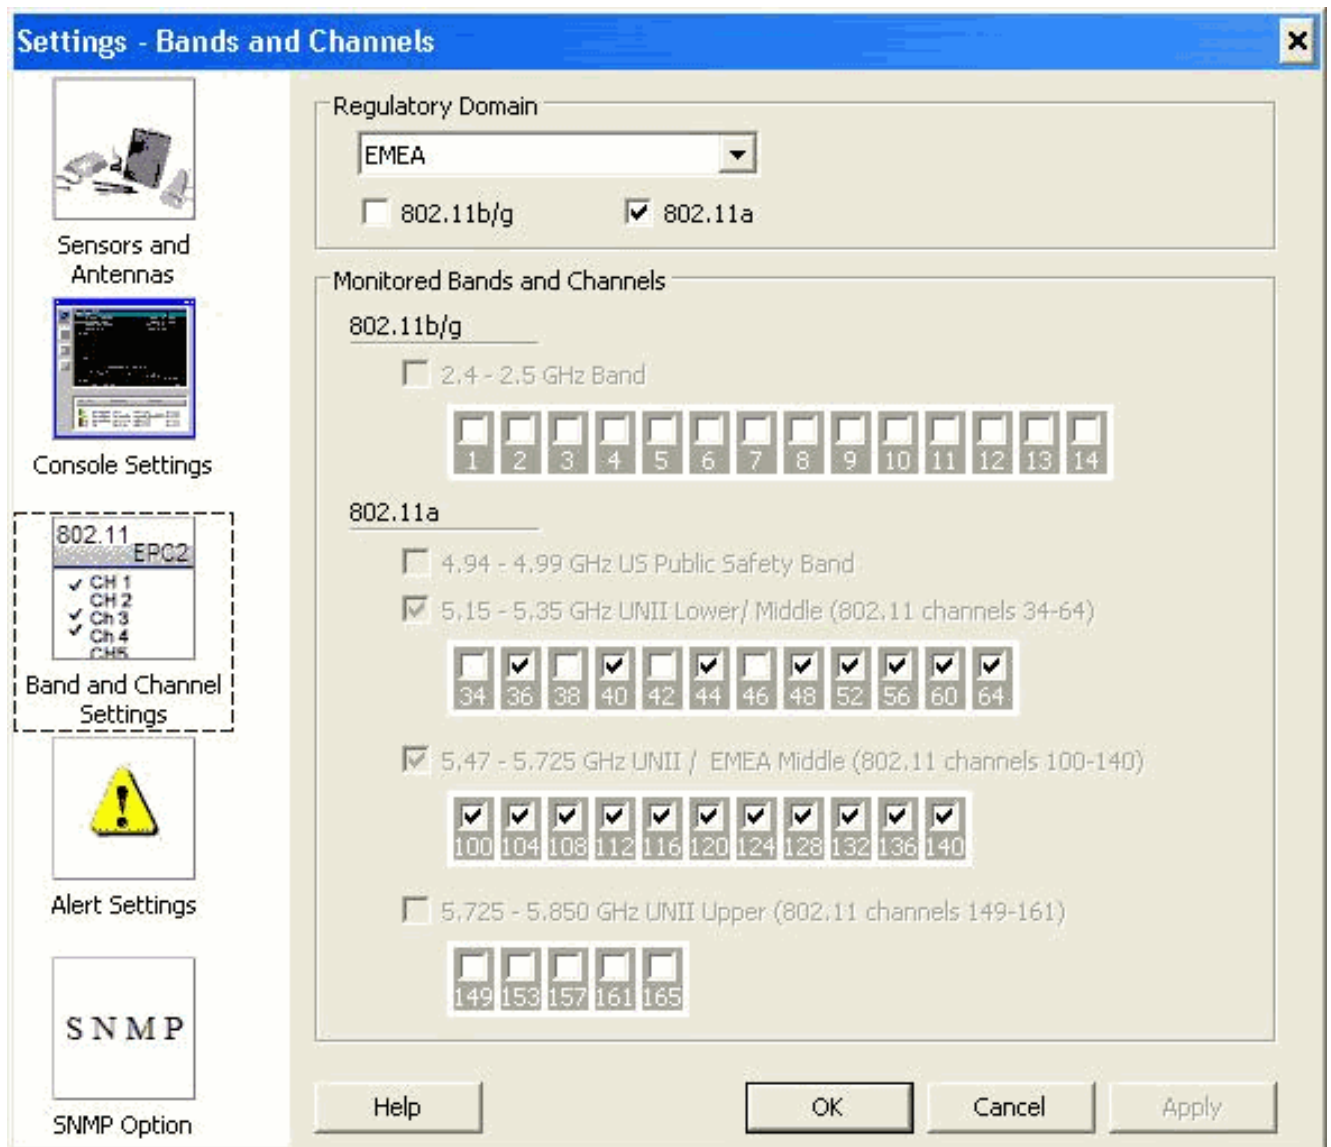 Settings - Bands and Channels
Sensors and
Antennas
Console Settings
802.11
EPC2
CH 1
CH 2
Ch 3
Ch 4
CH5
Band and Channel
Settings
Alert Settings
S N M P
SNMP Option
Regulatory Domain
EMEA
802.11b/g 802.11a
Monitored Bands and Channels
802.11b/g
2.4 - 2.5 GHz Band
1 2 3 4 5 6 7 8 9 10 11 12 13 14
802.11a
4.94 - 4.99 GHz US Public Safety Band
5.15 - 5.35 GHz UNII Lower/ Middle (802.11 channels 34-64)
34 36 38 40 42 44 46 48 52 56 60 64
5.47 - 5.725 GHz UNII / EMEA Middle (802.11 channels 100-140)
100 104 108 112 116 120 124 128 132 136 140
5.725 - 5.850 GHz UNII Upper (802.11 channels 149-161)
149 153 157 161 165
Help OK Cancel Apply